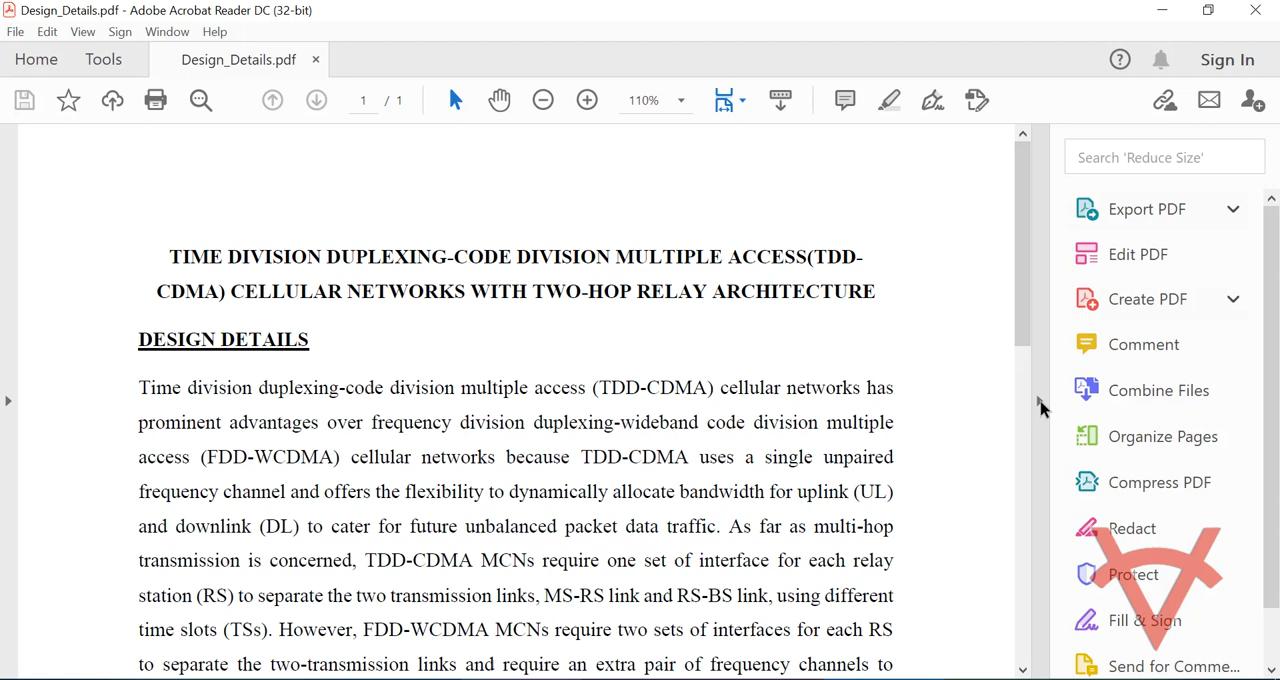 Design_Details.pdf - Adobe Acrobat Reader DC (32-bit)
File Edit View Sign Window Help
Home Tools Design_Details.pdf × Sign In
1 / 1 110%
Search 'Reduce Size'
Export PDF
Edit PDF
Create PDF
Comment
Combine Files
Organize Pages
Compress PDF
Redact
Protect
Fill & Sign
Send for Comme...
TIME DIVISION DUPLEXING-CODE DIVISION MULTIPLE ACCESS(TDD-
CDMA) CELLULAR NETWORKS WITH TWO-HOP RELAY ARCHITECTURE
DESIGN DETAILS
Time division duplexing-code division multiple access (TDD-CDMA) cellular networks has
prominent advantages over frequency division duplexing-wideband code division multiple
access (FDD-WCDMA) cellular networks because TDD-CDMA uses a single unpaired
frequency channel and offers the flexibility to dynamically allocate bandwidth for uplink (UL)
and downlink (DL) to cater for future unbalanced packet data traffic. As far as multi-hop
transmission is concerned, TDD-CDMA MCNs require one set of interface for each relay
station (RS) to separate the two transmission links, MS-RS link and RS-BS link, using different
time slots (TSs). However, FDD-WCDMA MCNs require two sets of interfaces for each RS
to separate the two-transmission links and require an extra pair of frequency channels to